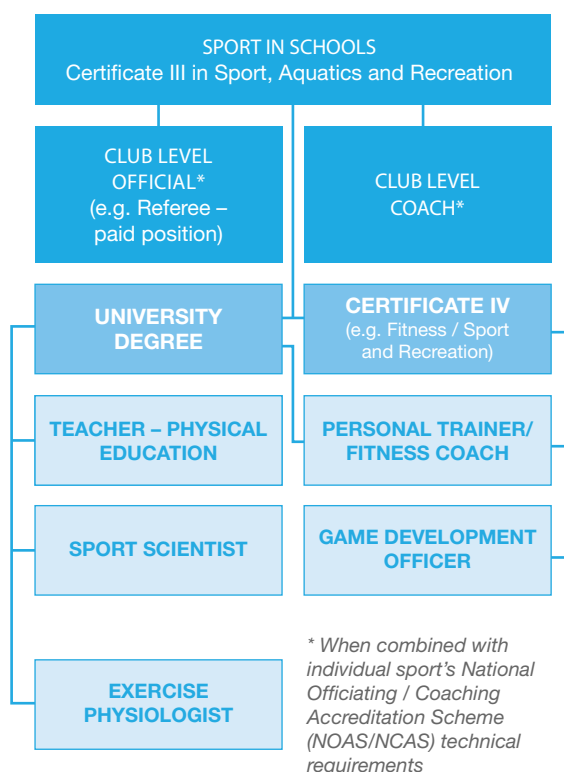 SPORT IN SCHOOLS
Certificate III in Sport, Aquatics and Recreation
CLUB LEVEL
OFFICIAL*
(e.g. Referee –
paid position)
CLUB LEVEL
COACH*
UNIVERSITY
DEGREE
CERTIFICATE IV
(e.g. Fitness / Sport
and Recreation)
TEACHER – PHYSICAL
EDUCATION
PERSONAL TRAINER/
FITNESS COACH
SPORT SCIENTIST
GAME DEVELOPMENT
OFFICER
EXERCISE
PHYSIOLOGIST
* When combined with
individual sport's National
Officiating / Coaching
Accreditation Scheme
(NOAS/NCAS) technical
requirements